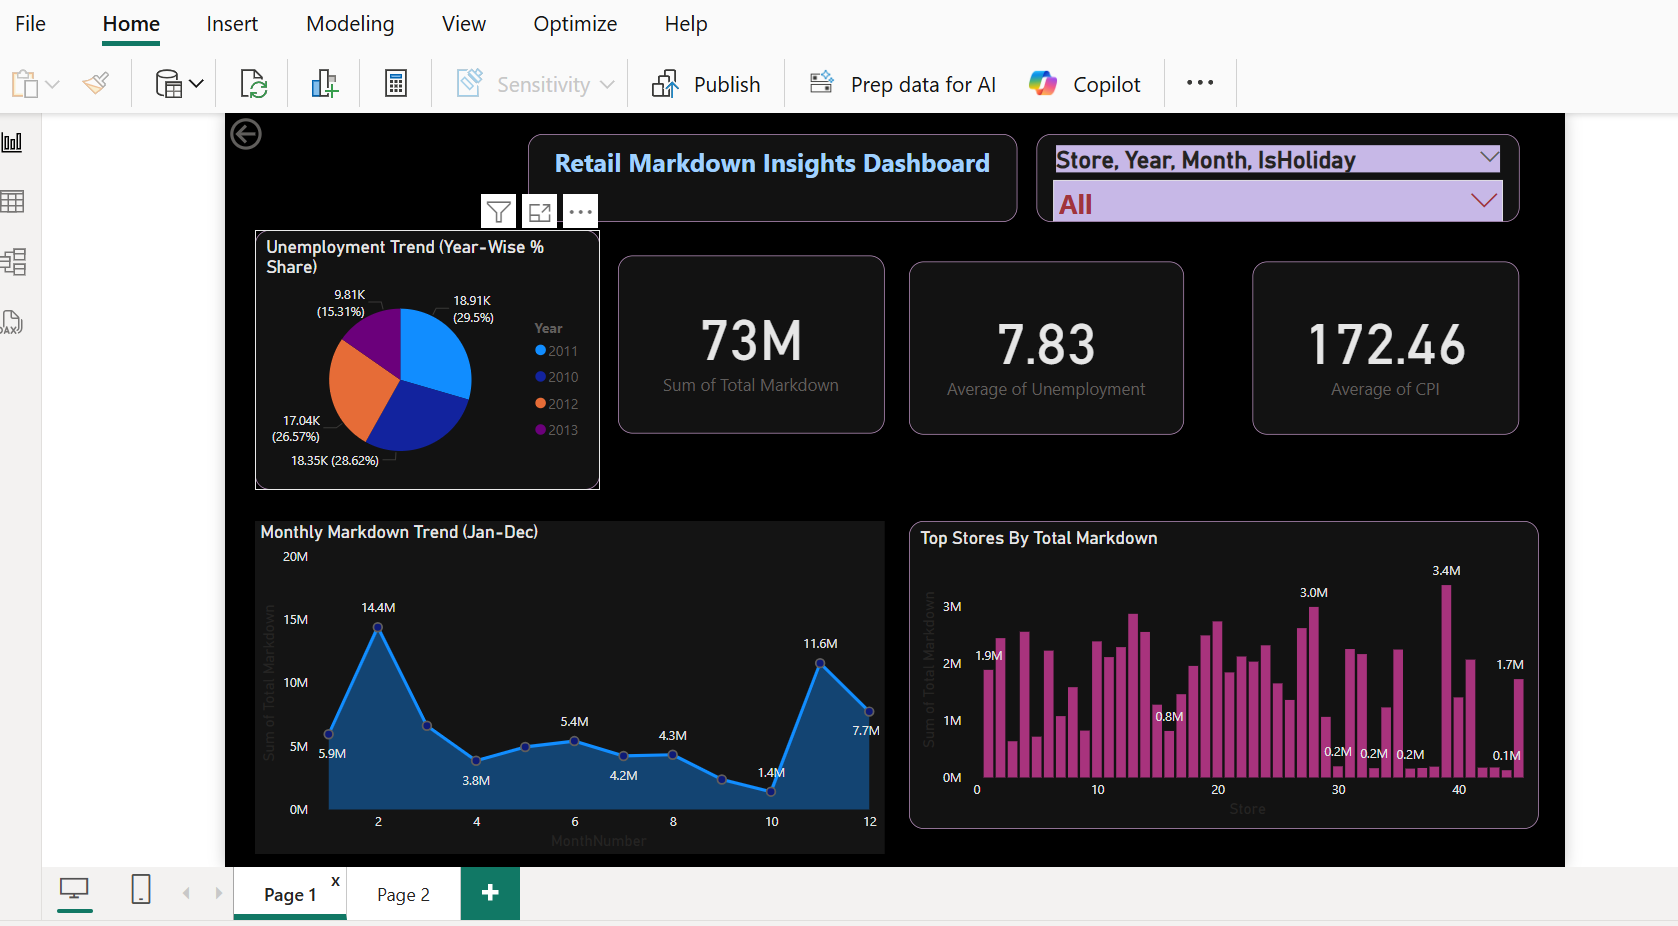 File Home Insert Modeling View Optimize Help
Sensitivity Publish Prep data for AI Copilot
Retail Markdown Insights Dashboard
Store, Year, Month, IsHoliday
All
Unemployment Trend (Year-Wise %
Share)
9.81K
(15.31%)
18.91K
(29.5%)
17.04K
(26.57%)
18.35K (28.62%)
Year
2011
2010
2012
2013
73M
Sum of Total Markdown
7.83
Average of Unemployment
172.46
Average of CPI
Monthly Markdown Trend (Jan-Dec)
Sum of Total Markdown
20M
15M
10M
5M
0M
5.9M
14.4M
3.8M
5.4M
4.2M
4.3M
1.4M
11.6M
7.7M
2 4 6 8 10 12
MonthNumber
Top Stores By Total Markdown
Sum of Total Markdown
3M
2M
1M
0M
1.9M
0.8M
3.0M
0.2M
0.2M
0.2M
3.4M
0.1M
1.7M
0 10 20 30 40
Store
DAX
Page 1 x
Page 2
+